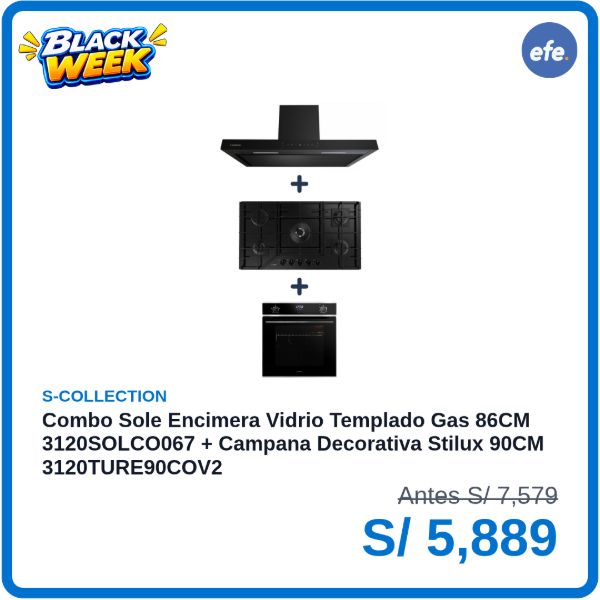 BLACK
WEEK
efe.
S-COLLECTION
Combo Sole Encimera Vidrio Templado Gas 86CM
3120SOLCO067 + Campana Decorativa Stilux 90CM
3120TURE90COV2
Antes S/ 7,579
S/ 5,889